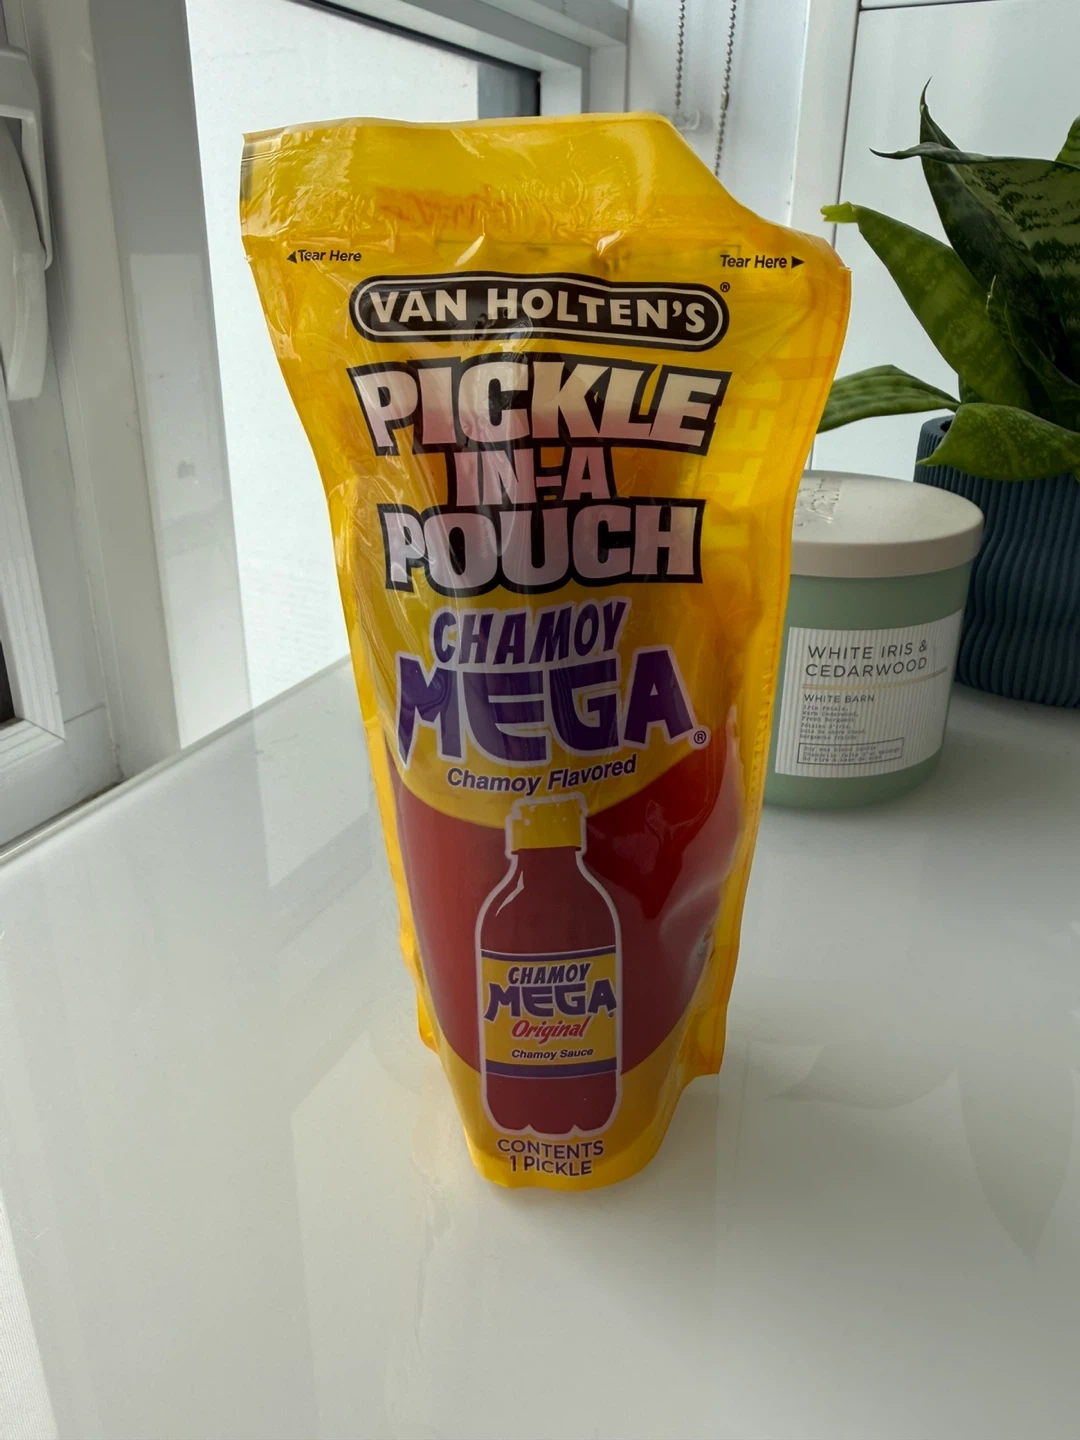 Tear Here
Tear Here
VAN HOLTEN'S®
PICKLE
IN-A
POUCH
CHAMOY
MEGA®
Chamoy Flavored
CHAMOY
MEGA
Original
Chamoy Sauce
CONTENTS
1 PICKLE
WHITE IRIS &
CEDARWOOD
WHITE BARN